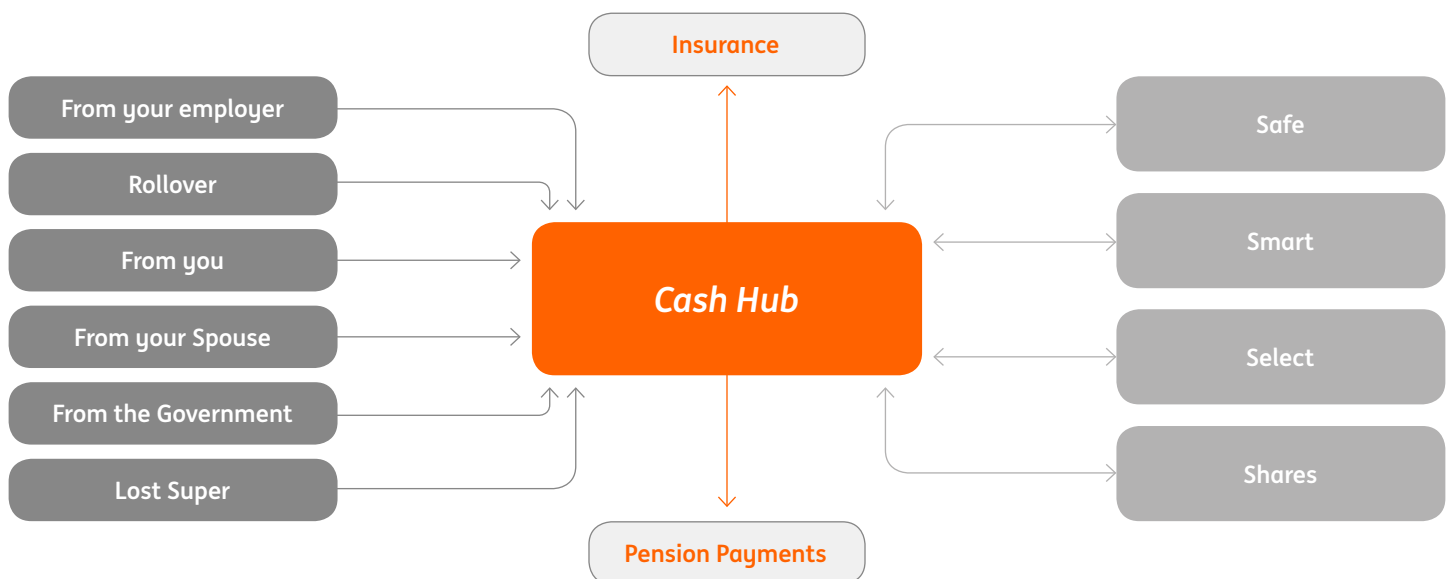 Insurance
From your employer
Rollover
From you
From your Spouse
From the Government
Lost Super
Cash Hub
Safe
Smart
Select
Shares
Pension Payments